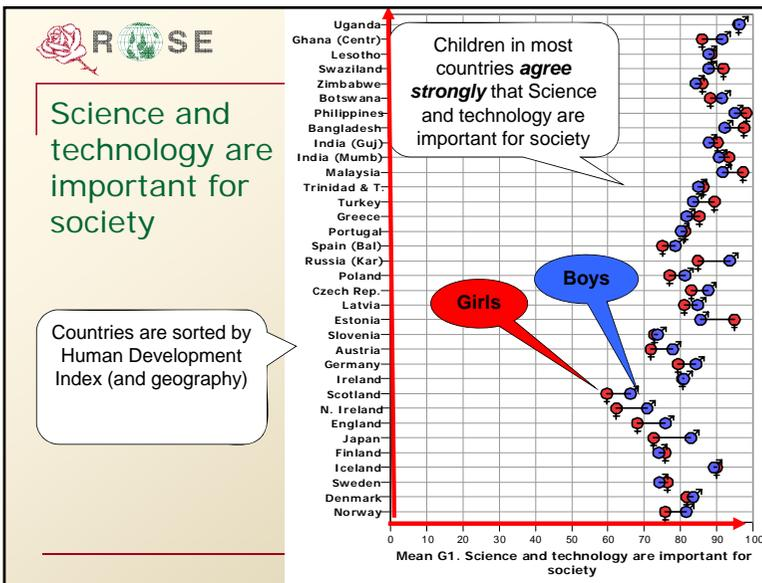 R SE
Science and
technology are
important for
society
Countries are sorted by
Human Development
Index (and geography)
Children in most
countries agree
strongly that Science
and technology are
important for society
Girls
Boys
Uganda
Ghana (Centr)
Lesotho
Swaziland
Zimbabwe
Botswana
Philippines
Bangladesh
India (Guj)
India (Mumb)
Malaysia
Trinidad & T.
Turkey
Greece
Portugal
Spain (Bal)
Russia (Kar)
Poland
Czech Rep.
Latvia
Estonia
Slovenia
Austria
Germany
Ireland
Scotland
N. Ireland
England
Japan
Finland
Iceland
Sweden
Denmark
Norway
0 10 20 30 40 50 60 70 80 90 100
Mean G1. Science and technology are important for
society